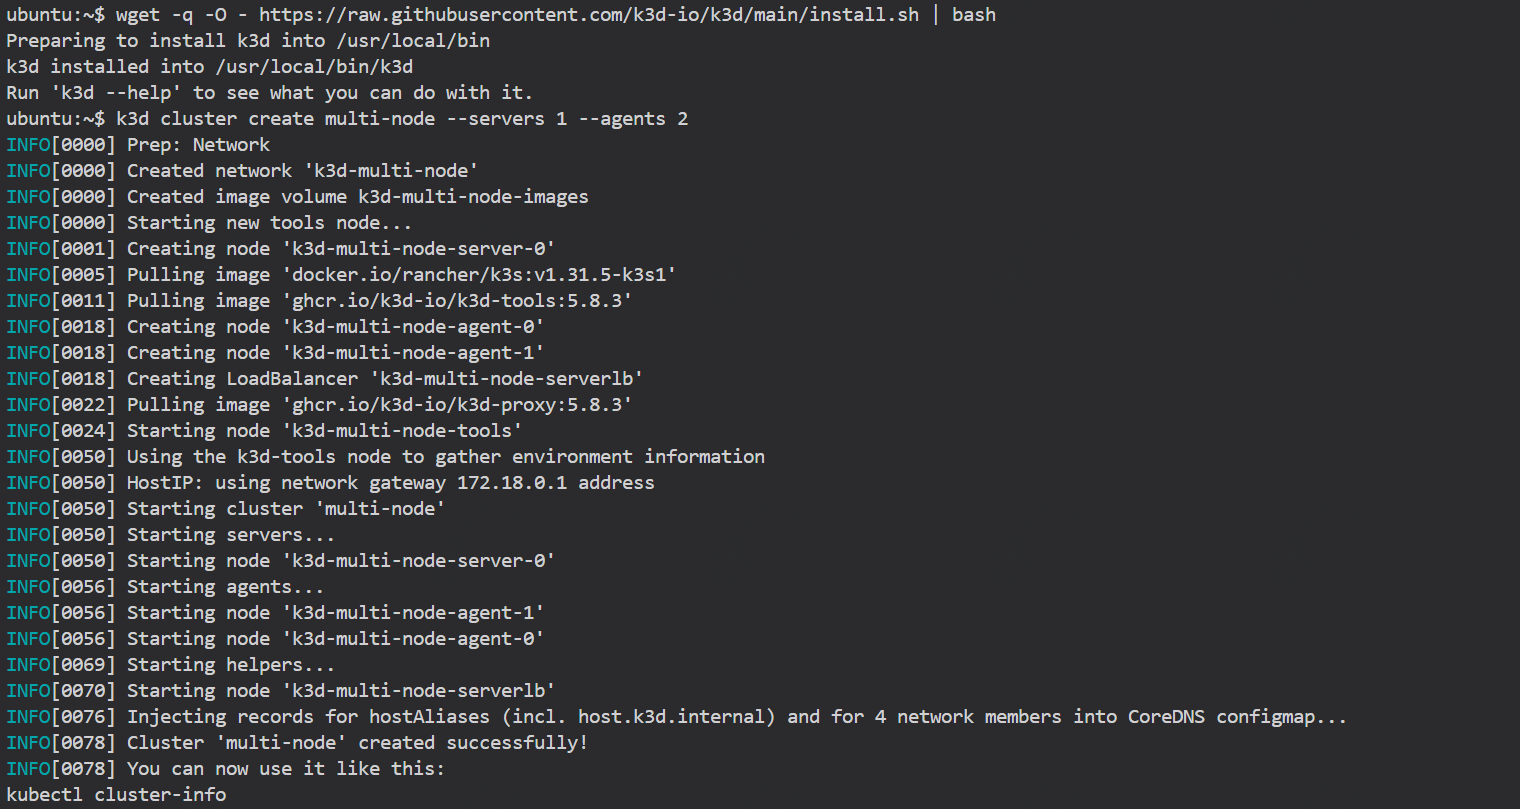 ubuntu:~$ wget -q -O - https://raw.githubusercontent.com/k3d-io/k3d/main/install.sh | bash
Preparing to install k3d into /usr/local/bin
k3d installed into /usr/local/bin/k3d
Run 'k3d --help' to see what you can do with it.
ubuntu:~$ k3d cluster create multi-node --servers 1 --agents 2
INFO[0000] Prep: Network
INFO[0000] Created network 'k3d-multi-node'
INFO[0000] Created image volume k3d-multi-node-images
INFO[0000] Starting new tools node...
INFO[0001] Creating node 'k3d-multi-node-server-0'
INFO[0005] Pulling image 'docker.io/rancher/k3s:v1.31.5-k3s1'
INFO[0011] Pulling image 'ghcr.io/k3d-io/k3d-tools:5.8.3'
INFO[0018] Creating node 'k3d-multi-node-agent-0'
INFO[0018] Creating node 'k3d-multi-node-agent-1'
INFO[0018] Creating LoadBalancer 'k3d-multi-node-serverlb'
INFO[0022] Pulling image 'ghcr.io/k3d-io/k3d-proxy:5.8.3'
INFO[0024] Starting node 'k3d-multi-node-tools'
INFO[0050] Using the k3d-tools node to gather environment information
INFO[0050] HostIP: using network gateway 172.18.0.1 address
INFO[0050] Starting cluster 'multi-node'
INFO[0050] Starting servers...
INFO[0050] Starting node 'k3d-multi-node-server-0'
INFO[0056] Starting agents...
INFO[0056] Starting node 'k3d-multi-node-agent-1'
INFO[0056] Starting node 'k3d-multi-node-agent-0'
INFO[0069] Starting helpers...
INFO[0070] Starting node 'k3d-multi-node-serverlb'
INFO[0076] Injecting records for hostAliases (incl. host.k3d.internal) and for 4 network members into CoreDNS configmap...
INFO[0078] Cluster 'multi-node' created successfully!
INFO[0078] You can now use it like this:
kubectl cluster-info